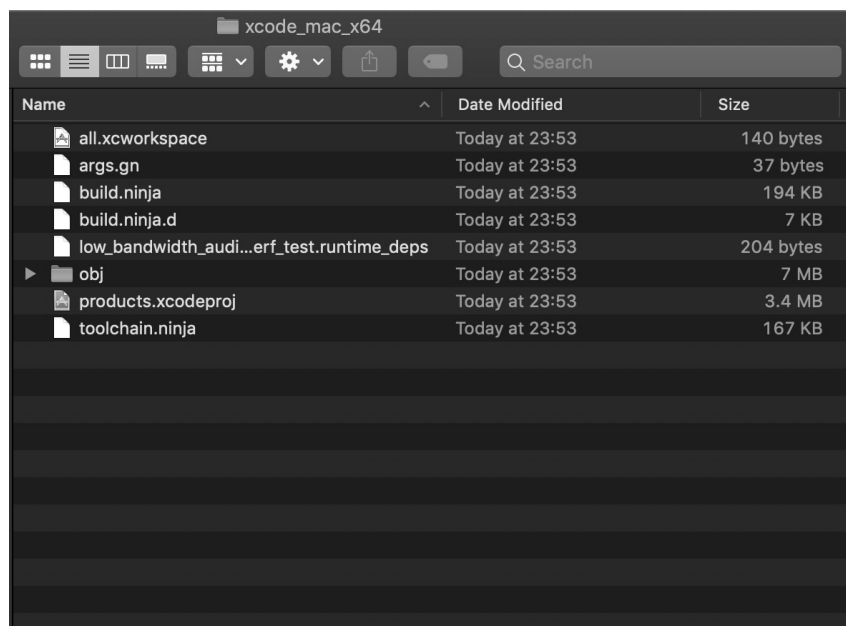 xcode_mac_x64
Search
Name Date Modified Size
all.xcworkspace Today at 23:53 140 bytes
args.gn Today at 23:53 37 bytes
build.ninja Today at 23:53 194 KB
build.ninja.d Today at 23:53 7 KB
low_bandwidth_audi...erf_test.runtime_deps Today at 23:53 204 bytes
obj Today at 23:53 7 MB
products.xcodeproj Today at 23:53 3.4 MB
toolchain.ninja Today at 23:53 167 KB